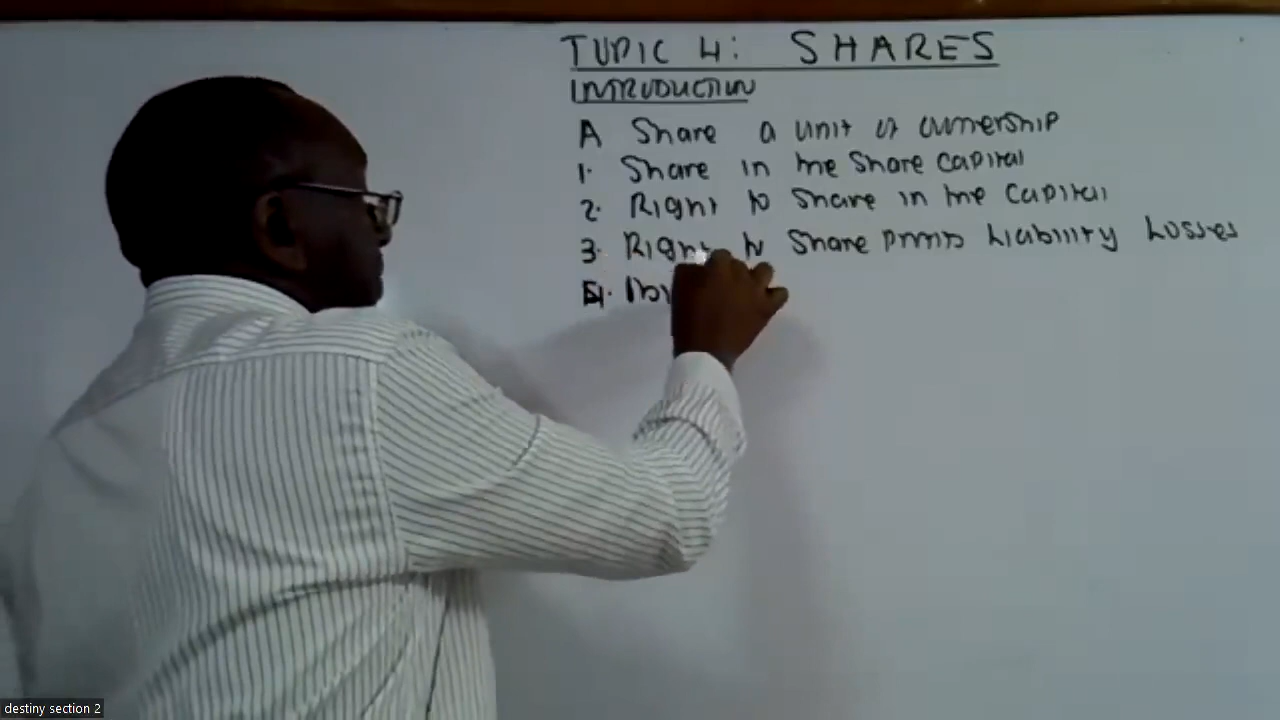 TOPIC 4: SHARES
INTRODUCTION
A Share a unit of ownership
1. Share in the Share Capital
2. Right to Share in the Capital
3. Right to Share profits Liability Losses
4.
destiny section 2